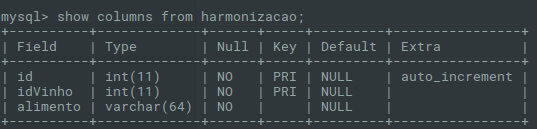 mysql> show columns from harmonizacao;
+----------+-------------+------+-----+---------+----------------+
| Field    | Type        | Null | Key | Default | Extra          |
+----------+-------------+------+-----+---------+----------------+
| id       | int(11)     | NO   | PRI | NULL    | auto_increment |
| idVinho  | int(11)     | NO   | PRI | NULL    |                |
| alimento | varchar(64) | NO   |     | NULL    |                |
+----------+-------------+------+-----+---------+----------------+